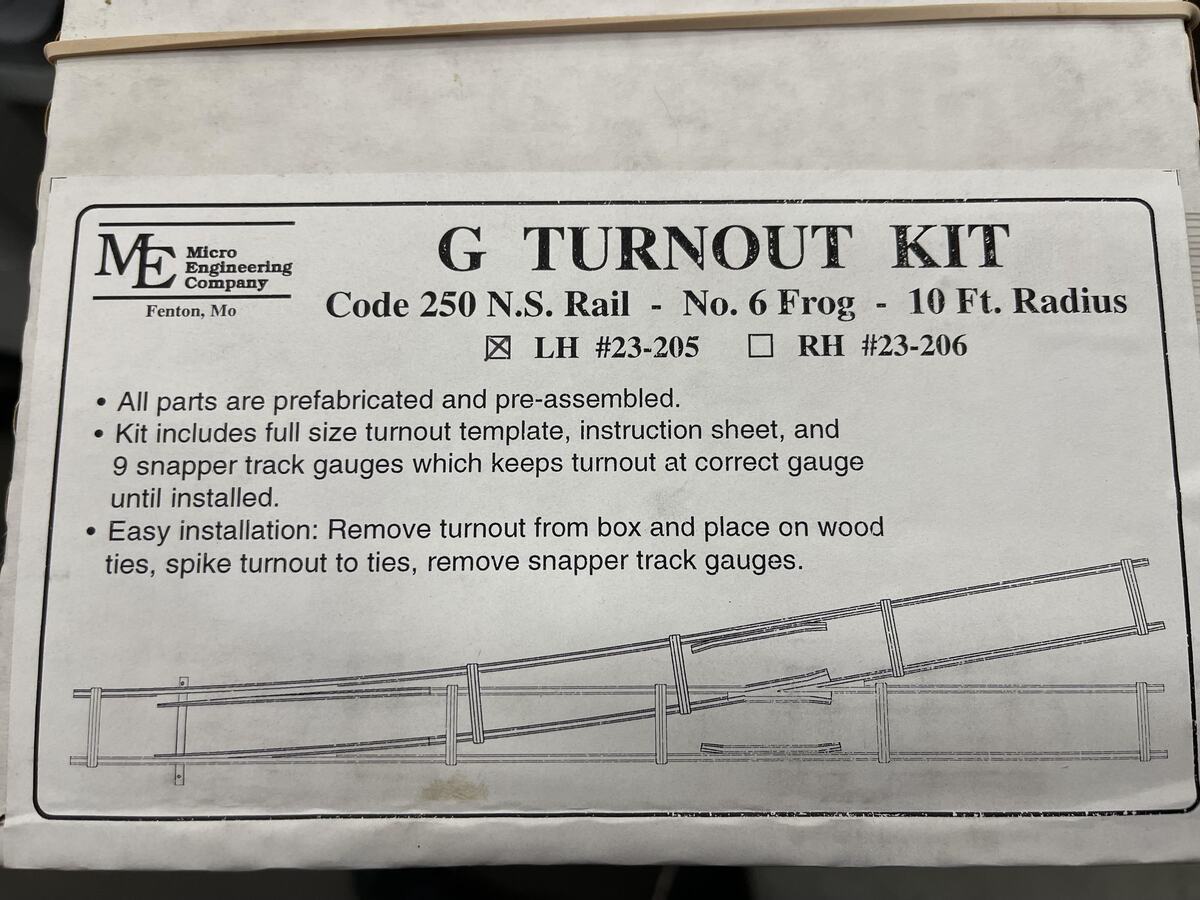 ME Micro
Engineering
Company
Fenton, Mo
G TURNOUT KIT
Code 250 N.S. Rail - No. 6 Frog - 10 Ft. Radius
☒ LH #23-205 ☐ RH #23-206
• All parts are prefabricated and pre-assembled.
• Kit includes full size turnout template, instruction sheet, and
9 snapper track gauges which keeps turnout at correct gauge
until installed.
• Easy installation: Remove turnout from box and place on wood
ties, spike turnout to ties, remove snapper track gauges.